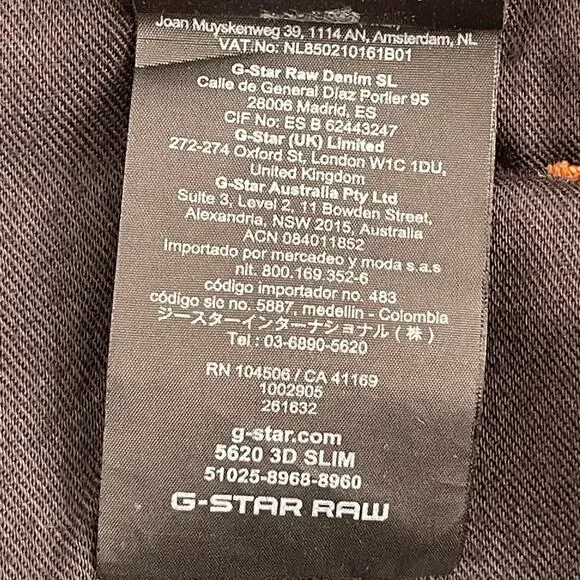 Joan Muyskenweg 39, 1114 AN, Amsterdam, NL
VAT.No: NL850210161B01
G-Star Raw Denim SL
Calle de General Díaz Porlier 95
28006 Madrid, ES
CIF No: ES B 62443247
G-Star (UK) Limited
272-274 Oxford St, London W1C 1DU,
United Kingdom
G-Star Australia Pty Ltd
Suite 3, Level 2, 11 Bowden Street,
Alexandria, NSW 2015, Australia
ACN 084011852
Importado por mercadeo y moda s.a.s
nit. 800.169.352-6
código importador no. 483
código sic no. 5887, medellin - Colombia
ジースターインターナショナル(株)
Tel : 03-6890-5620
RN 104506 / CA 41169
1002905
261632
g-star.com
5620 3D SLIM
51025-8968-8960
G-STAR RAW